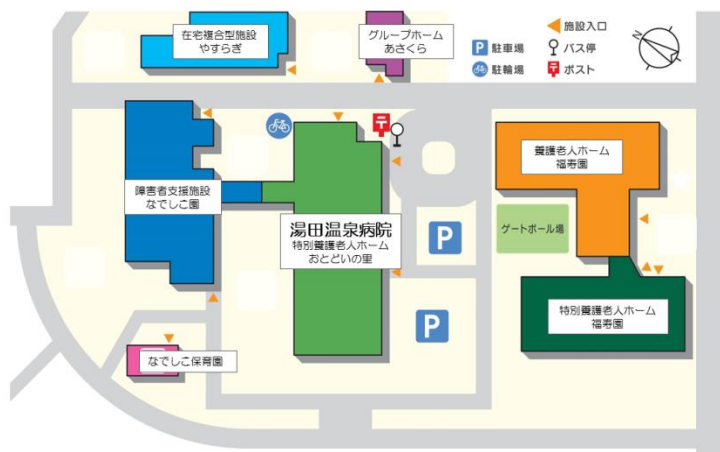 在宅複合型施設
やすらぎ
グループホーム
あさくら
施設入口
P 駐車場
バス停
駐輪場
〒 ポスト
N
〒
障害者支援施設
なでしこ園
湯田温泉病院
特別養護老人ホーム
おとどいの里
P
P
養護老人ホーム
福寿園
ゲートボール場
特別養護老人ホーム
福寿園
なでしこ保育園